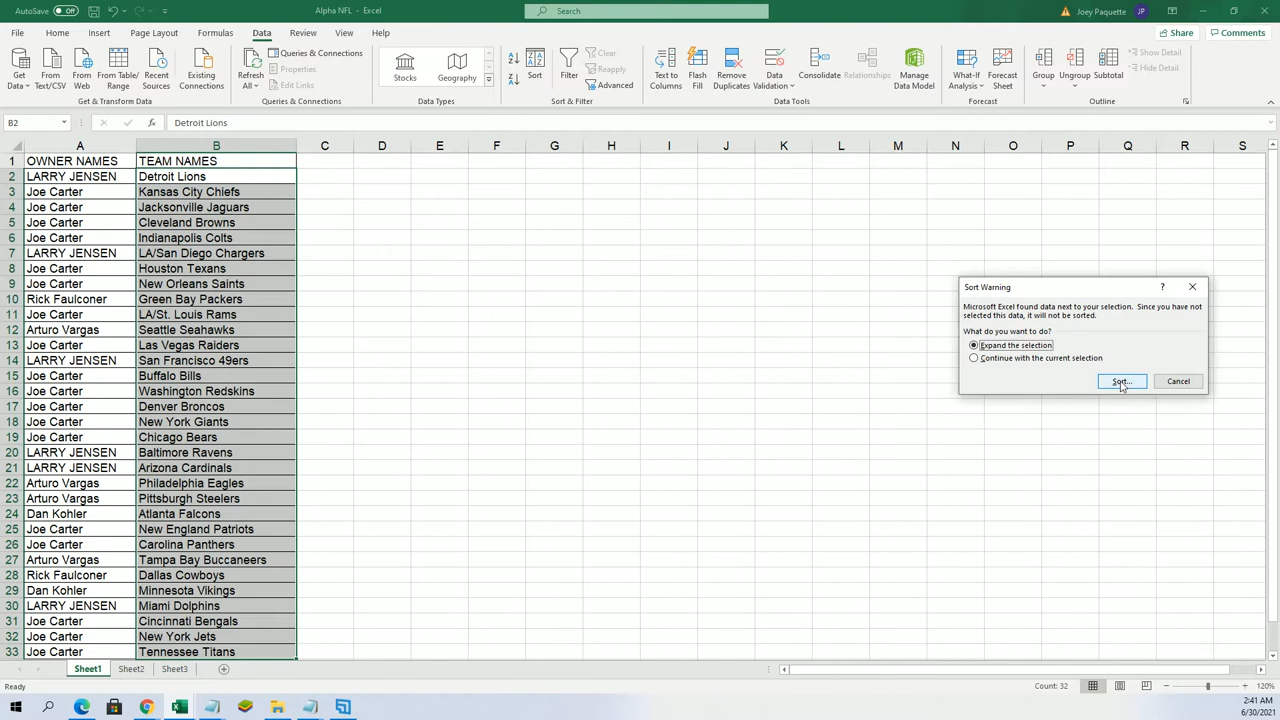 AutoSave Off
Alpha NFL - Excel
Search
Joey Paquette JP
File Home Insert Page Layout Formulas Data Review View Help
Share Comments
Get Data From Text/CSV From Web From Table/Range Recent Sources Existing Connections
Get & Transform Data
Refresh All Queries & Connections Properties Edit Links
Queries & Connections
Stocks Geography
Data Types
Sort Filter Clear Reapply Advanced
Sort & Filter
Text to Columns Flash Fill Remove Duplicates Data Validation Consolidate Relationships Manage Data Model
Data Tools
What-If Analysis Forecast Sheet
Forecast
Group Ungroup Subtotal Show Detail Hide Detail
Outline
B2 fx Detroit Lions
A B C D E F G H I J K L M N O P Q R S
1 OWNER NAMES TEAM NAMES
2 LARRY JENSEN Detroit Lions
3 Joe Carter Kansas City Chiefs
4 Joe Carter Jacksonville Jaguars
5 Joe Carter Cleveland Browns
6 Joe Carter Indianapolis Colts
7 LARRY JENSEN LA/San Diego Chargers
8 Joe Carter Houston Texans
9 Joe Carter New Orleans Saints
10 Rick Faulconer Green Bay Packers
11 Joe Carter LA/St. Louis Rams
12 Arturo Vargas Seattle Seahawks
13 Joe Carter Las Vegas Raiders
14 LARRY JENSEN San Francisco 49ers
15 Joe Carter Buffalo Bills
16 Joe Carter Washington Redskins
17 Joe Carter Denver Broncos
18 Joe Carter New York Giants
19 Joe Carter Chicago Bears
20 LARRY JENSEN Baltimore Ravens
21 LARRY JENSEN Arizona Cardinals
22 Arturo Vargas Philadelphia Eagles
23 Arturo Vargas Pittsburgh Steelers
24 Dan Kohler Atlanta Falcons
25 Joe Carter New England Patriots
26 Joe Carter Carolina Panthers
27 Arturo Vargas Tampa Bay Buccaneers
28 Rick Faulconer Dallas Cowboys
29 Dan Kohler Minnesota Vikings
30 LARRY JENSEN Miami Dolphins
31 Joe Carter Cincinnati Bengals
32 Joe Carter New York Jets
33 Joe Carter Tennessee Titans
Sort Warning ?
Microsoft Excel found data next to your selection. Since you have not
selected this data, it will not be sorted.
What do you want to do?
Expand the selection
Continue with the current selection
Sort... Cancel
Sheet1 Sheet2 Sheet3
Ready Count: 32 120%
2:41 AM
6/30/2021